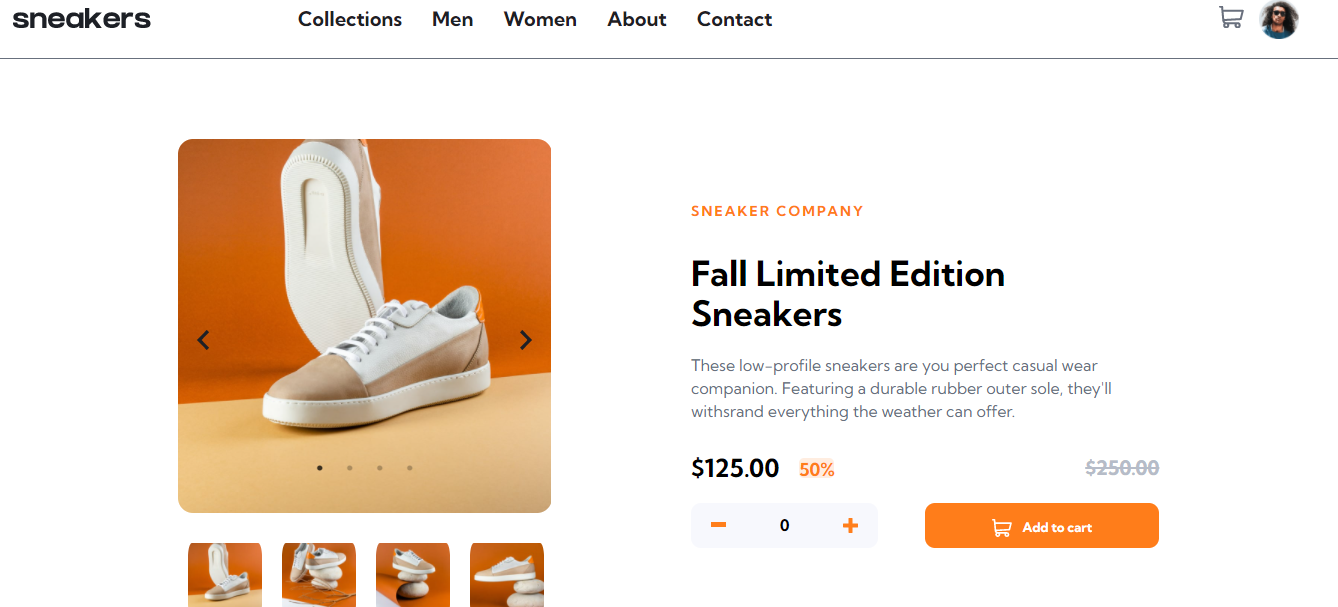 sneakers
Collections Men Women About Contact
SNEAKER COMPANY
Fall Limited Edition
Sneakers
These low-profile sneakers are you perfect casual wear
companion. Featuring a durable rubber outer sole, they'll
withsrand everything the weather can offer.
$125.00 50% $250.00
0 Add to cart